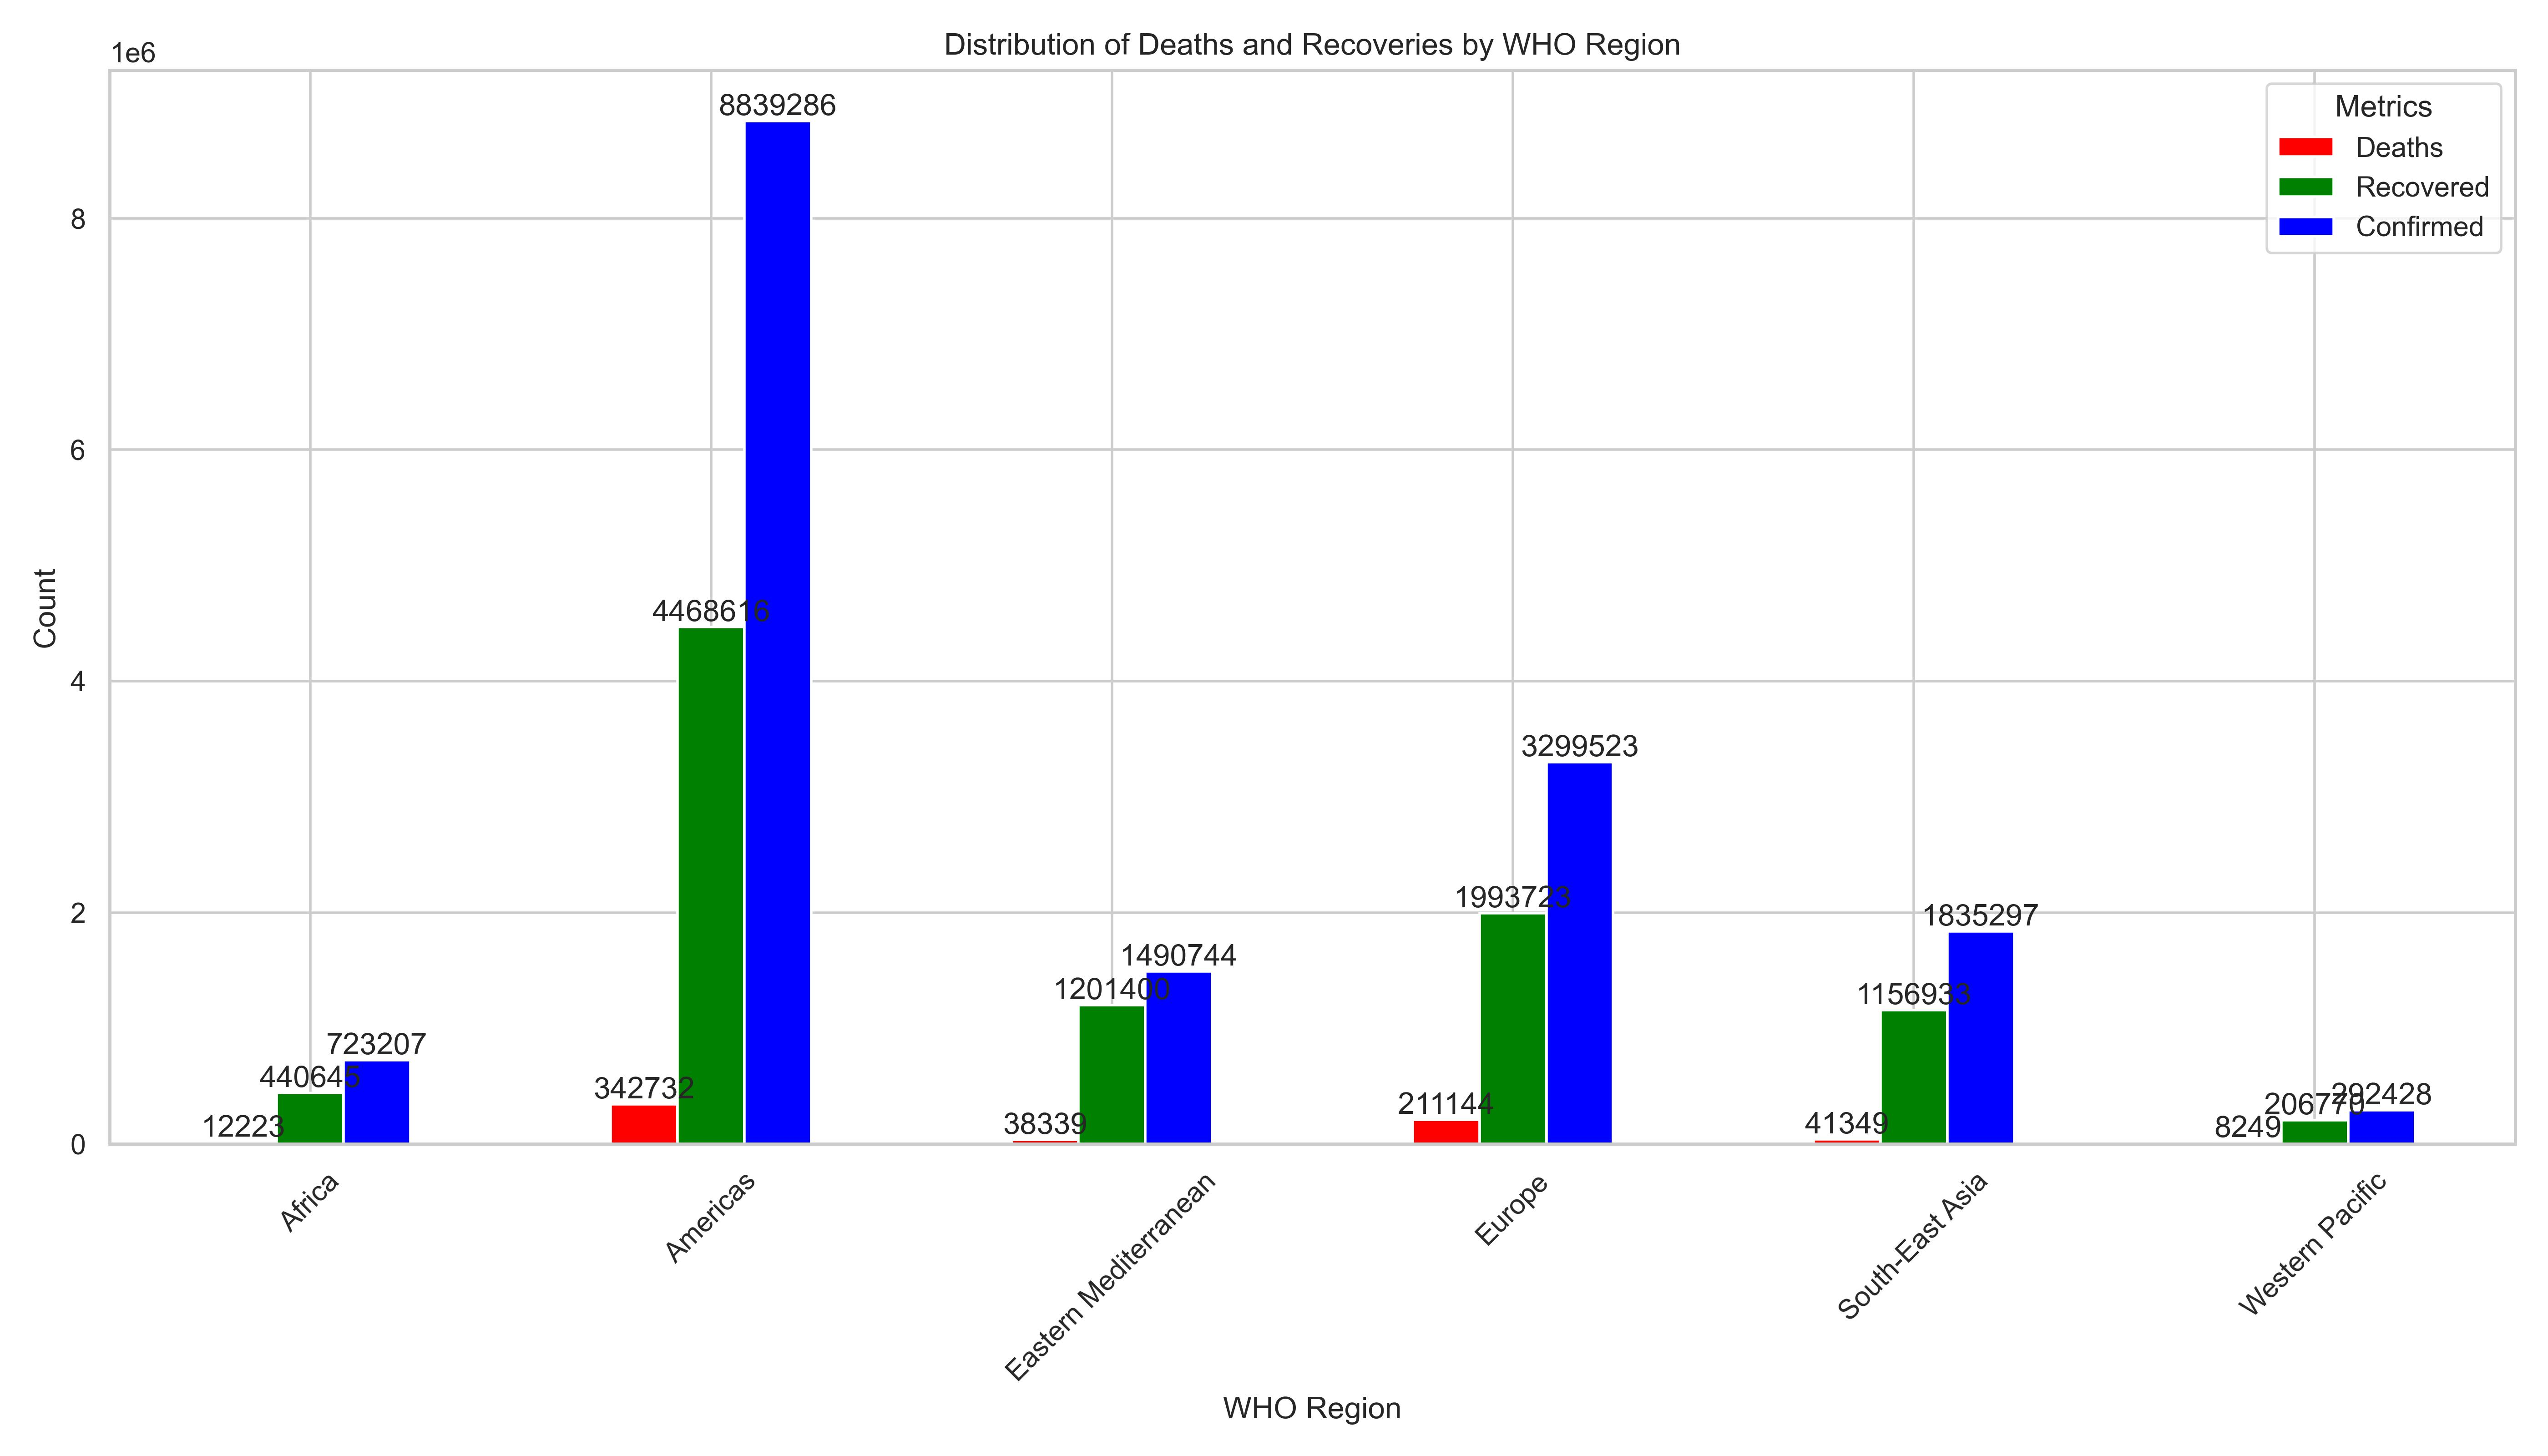 Distribution of Deaths and Recoveries by WHO Region
1e6
Metrics
Deaths
Recovered
Confirmed
8
6
4
2
0
Count
12223
440645
723207
342732
4468616
8839286
38339
1201400
1490744
211144
1993723
3299523
41349
1156933
1835297
8249
206770
292428
Africa
Americas
Eastern Mediterranean
Europe
South-East Asia
Western Pacific
WHO Region